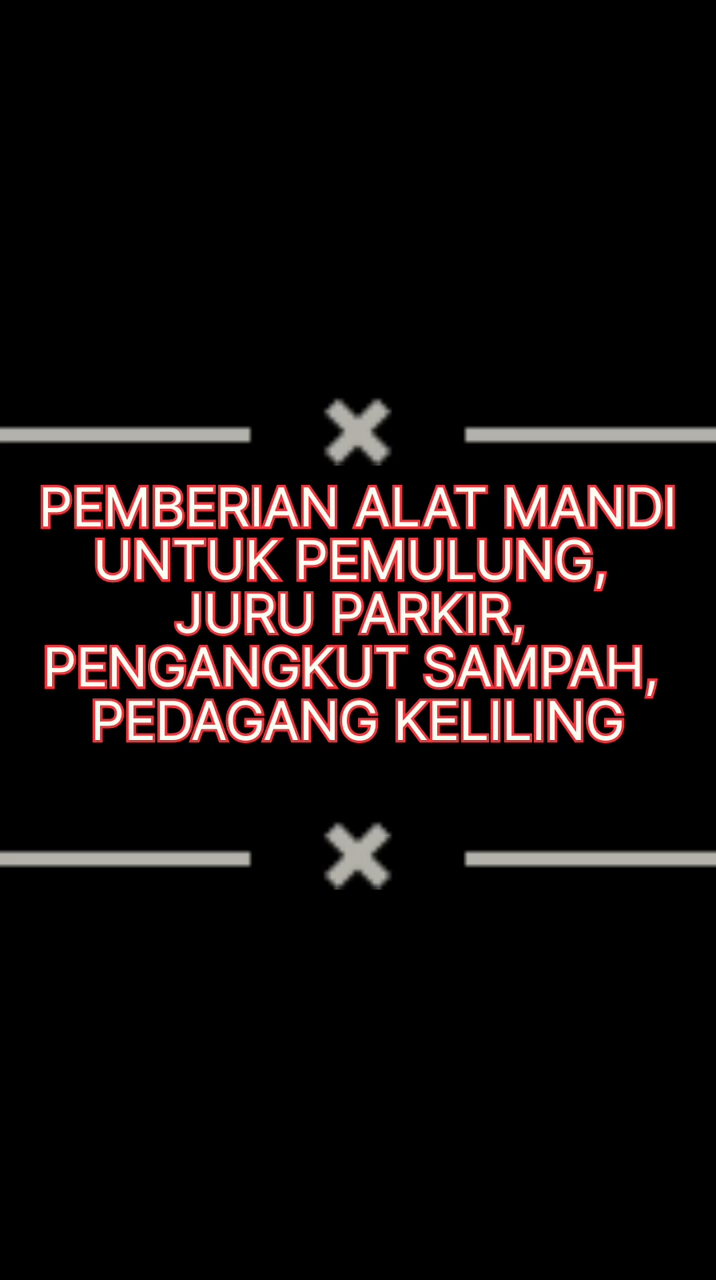 PEMBERIAN ALAT MANDI
UNTUK PEMULUNG,
JURU PARKIR,
PENGANGKUT SAMPAH,
PEDAGANG KELILING